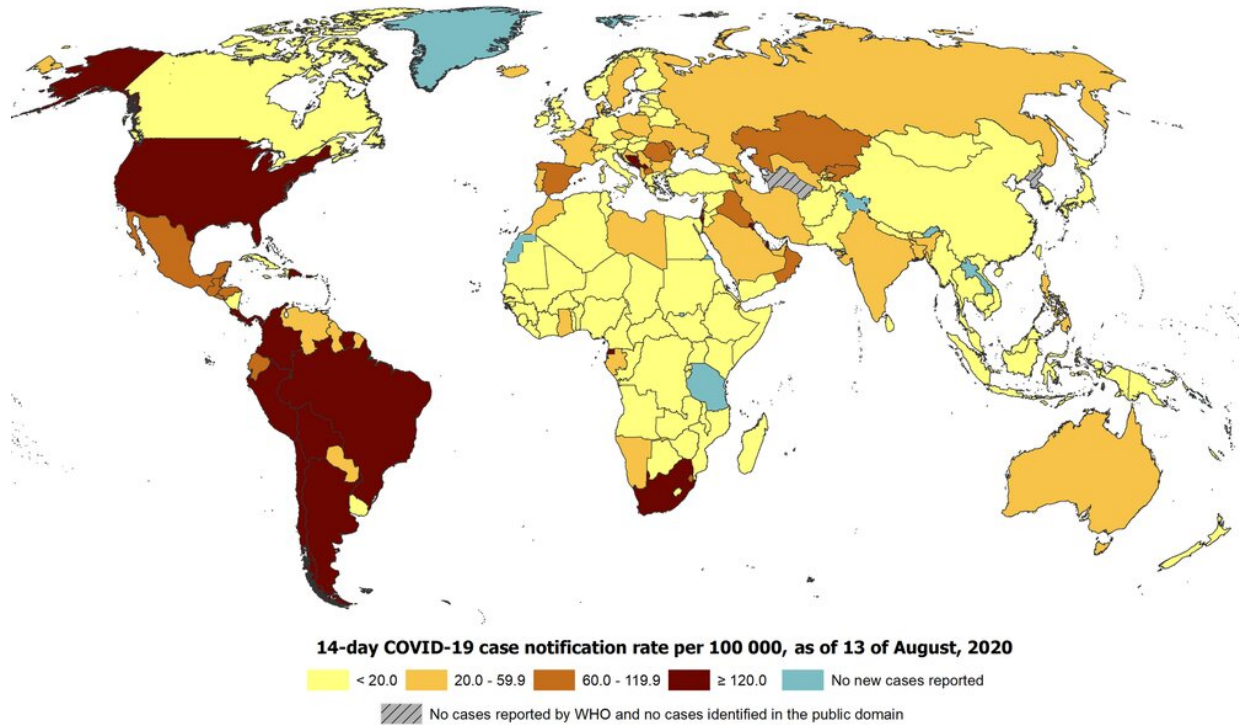 14-day COVID-19 case notification rate per 100 000, as of 13 of August, 2020
< 20.0 20.0 - 59.9 60.0 - 119.9 ≥ 120.0 No new cases reported
No cases reported by WHO and no cases identified in the public domain